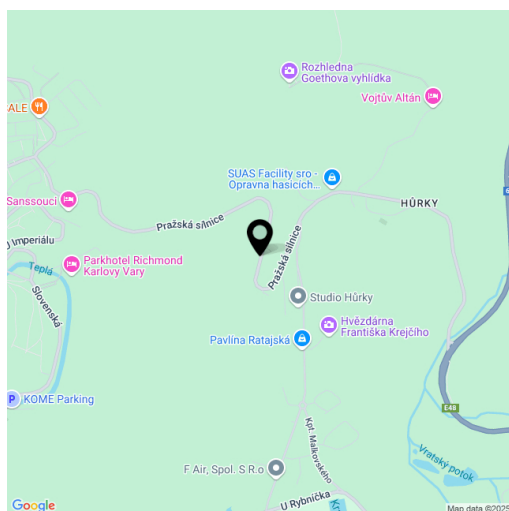 Rozhledna
Goethova vyhlídka
Vojtův Altán
ALE
SUAS Facility sro -
Opravna hasicích...
HŮRKY
Sanssouci
Pražská silnice
U Imperiálu
Pražská silnice
Parkhotel Richmond
Karlovy Vary
Teplá
Slovenská
Studio Hůrky
Hvězdárna
Františka Krejčího
Pavlína Ratajská
P
KOME Parking
E48
6
Kpt. Malkovského
Vratský potok
F Air, Spol. S R.o
U Rybníčka
Google
Map data ©2025